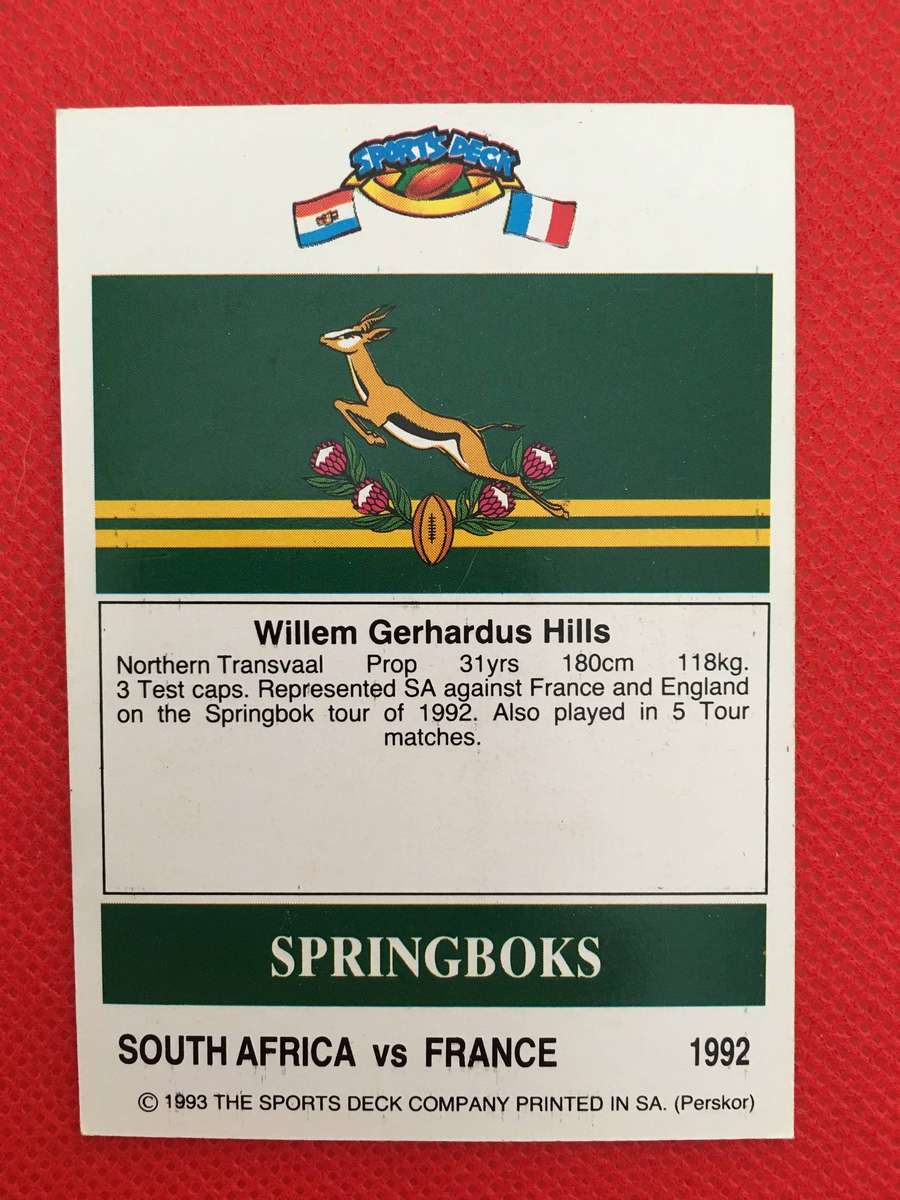 SPORTS DECK
Willem Gerhardus Hills
Northern Transvaal Prop 31yrs 180cm 118kg.
3 Test caps. Represented SA against France and England
on the Springbok tour of 1992. Also played in 5 Tour
matches.
SPRINGBOKS
SOUTH AFRICA vs FRANCE 1992
© 1993 THE SPORTS DECK COMPANY PRINTED IN SA. (Perskor)